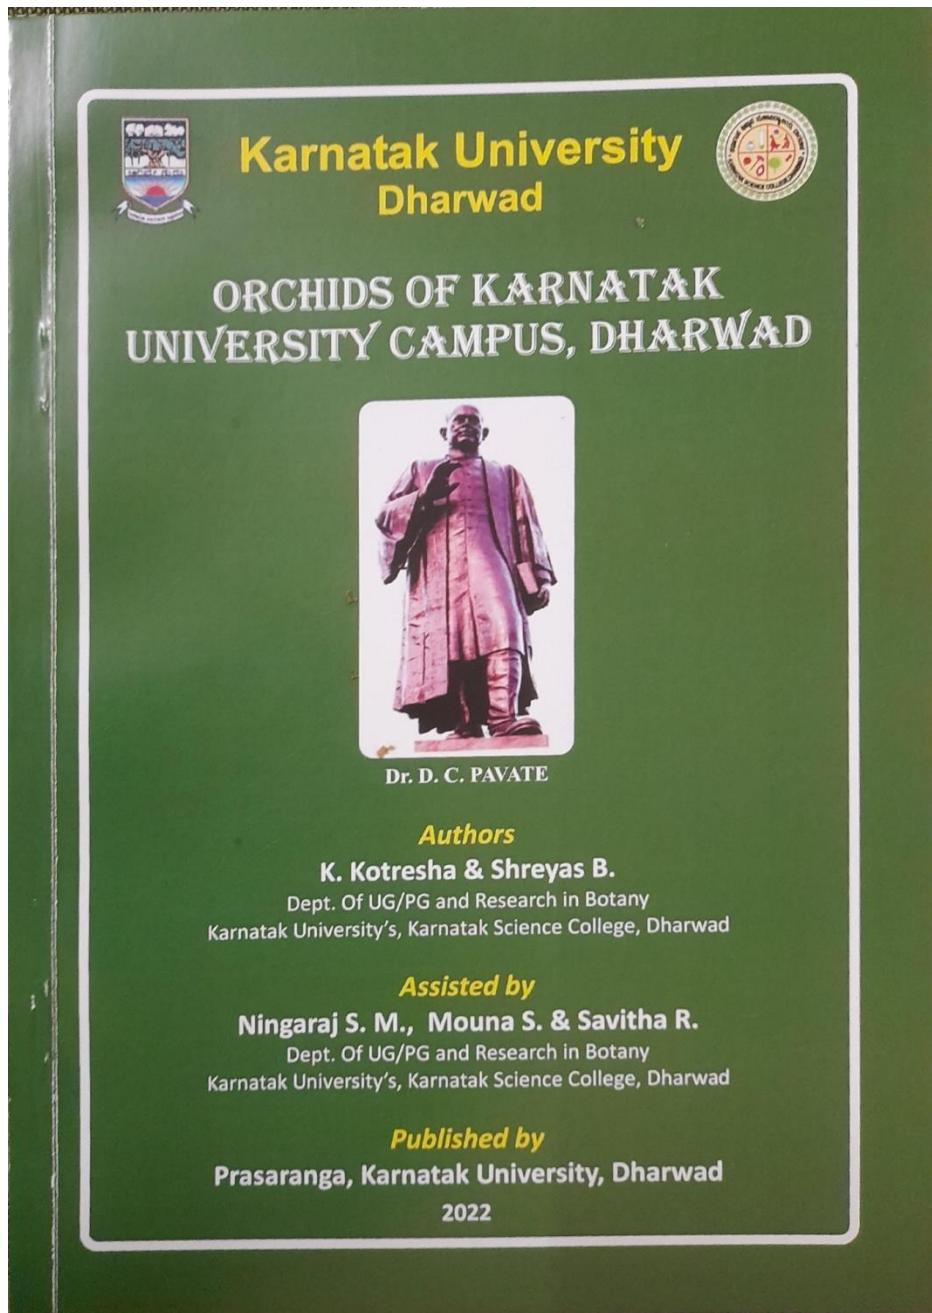 Karnatak University
Dharwad
ORCHIDS OF KARNATAK
UNIVERSITY CAMPUS, DHARWAD
Dr. D. C. PAVATE
Authors
K. Kotresha & Shreyas B.
Dept. Of UG/PG and Research in Botany
Karnatak University's, Karnatak Science College, Dharwad
Assisted by
Ningaraj S. M., Mouna S. & Savitha R.
Dept. Of UG/PG and Research in Botany
Karnatak University's, Karnatak Science College, Dharwad
Published by
Prasaranga, Karnatak University, Dharwad
2022